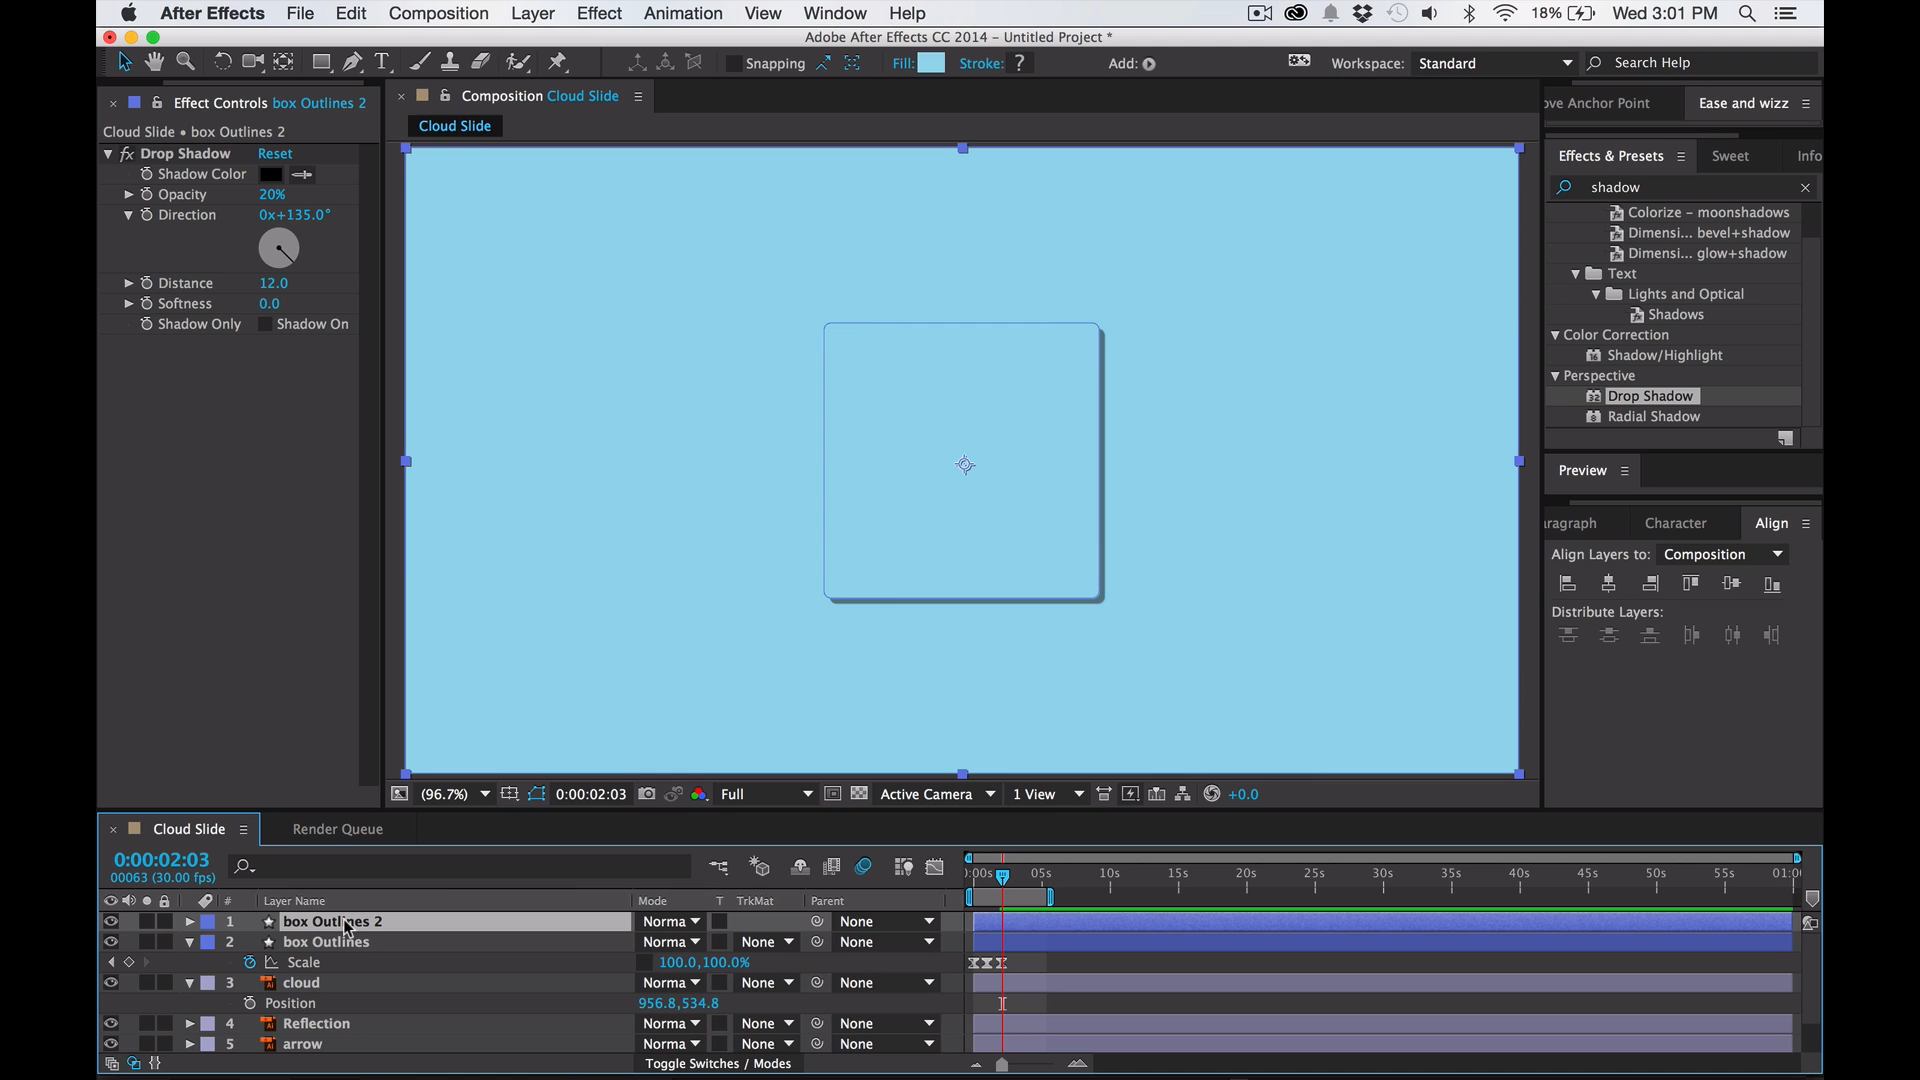 After Effects File Edit Composition Layer Effect Animation View Window Help 18% Wed 3:01 PM
Adobe After Effects CC 2014 – Untitled Project *
Snapping Fill: Stroke: ? Add: Workspace: Standard Search Help
Effect Controls box Outlines 2
Cloud Slide • box Outlines 2
fx Drop Shadow Reset
Shadow Color
Opacity 20%
Direction 0x+135.0°
Distance 12.0
Softness 0.0
Shadow Only Shadow On
Composition Cloud Slide
Cloud Slide
(96.7%) 0:00:02:03 Full Active Camera 1 View +0.0
ove Anchor Point Ease and wizz
Effects & Presets Sweet Info
shadow
Colorize – moonshadows
Dimensi... bevel+shadow
Dimensi... glow+shadow
Text
Lights and Optical
Shadows
Color Correction
Shadow/Highlight
Perspective
Drop Shadow
Radial Shadow
Preview
aragraph Character Align
Align Layers to: Composition
Distribute Layers:
Cloud Slide Render Queue
0:00:02:03
00063 (30.00 fps)
:00s 05s 10s 15s 20s 25s 30s 35s 40s 45s 50s 55s 01:0
# Layer Name Mode T TrkMat Parent
1 box Outlines 2 Norma None
2 box Outlines Norma None None
Scale 100.0,100.0%
3 cloud Norma None None
Position 956.8,534.8
4 Reflection Norma None None
5 arrow Norma None None
Toggle Switches / Modes